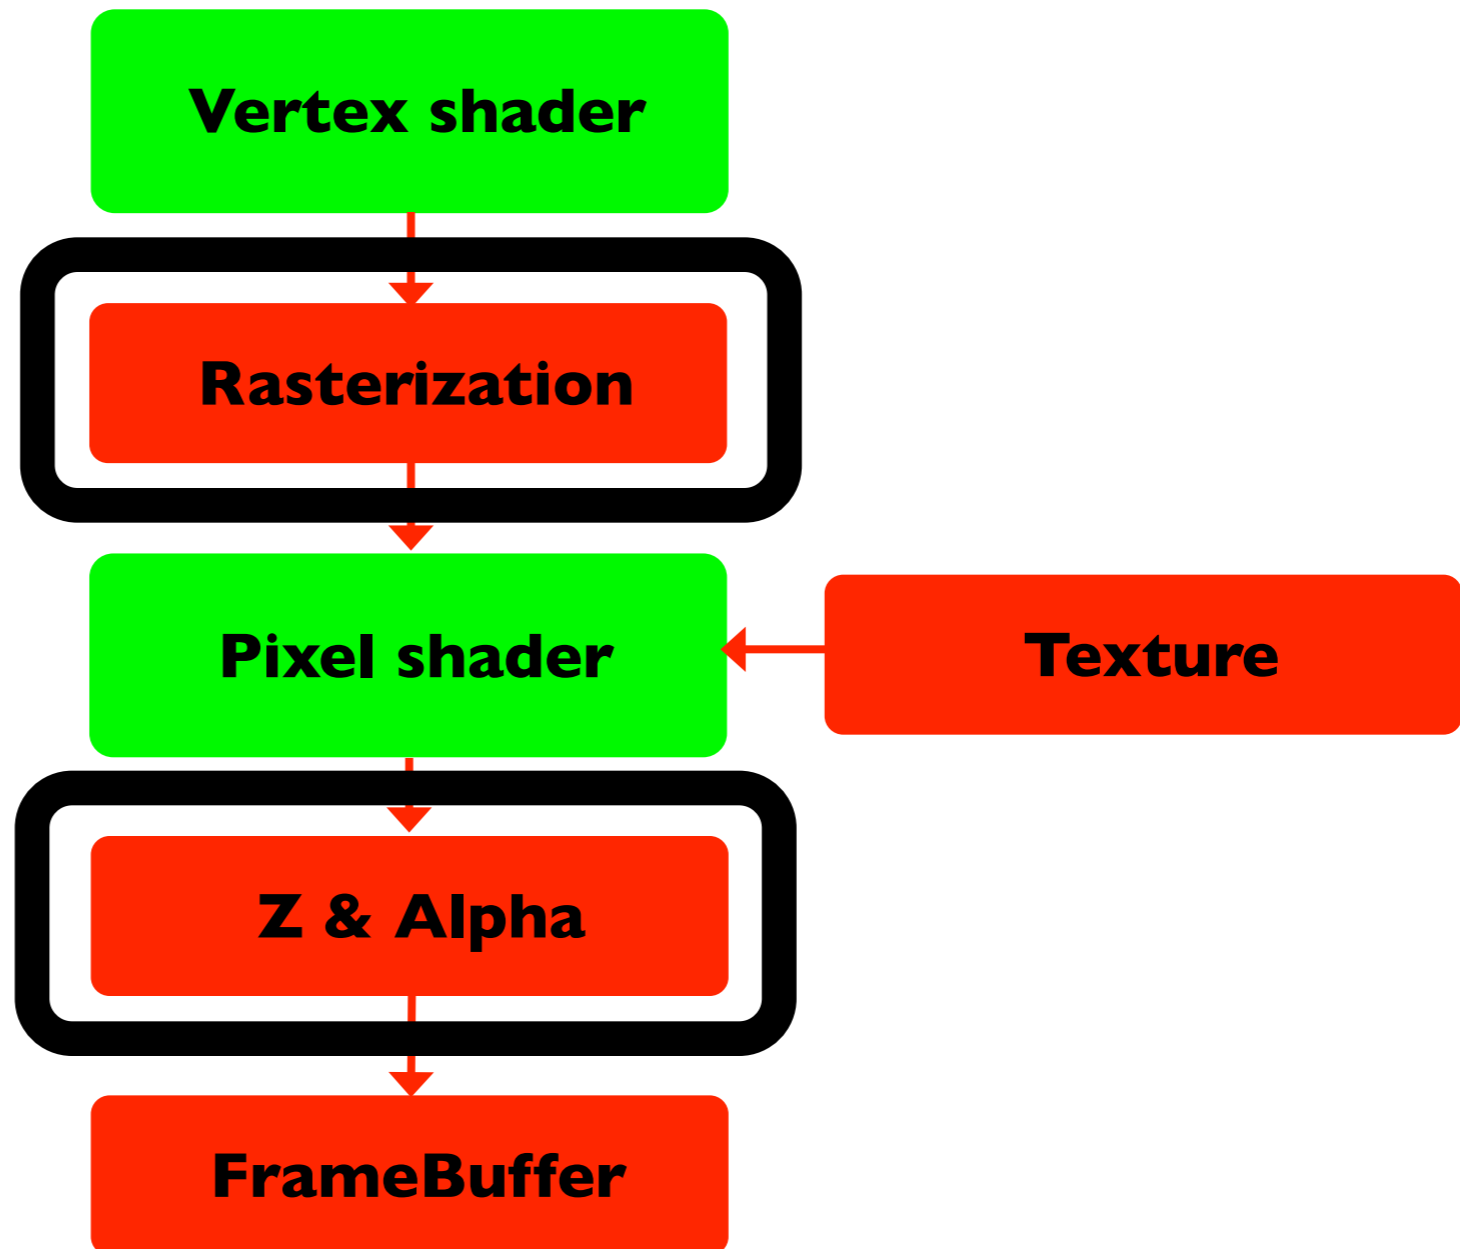 Vertex shader
Rasterization
Pixel shader
Texture
Z & Alpha
FrameBuffer